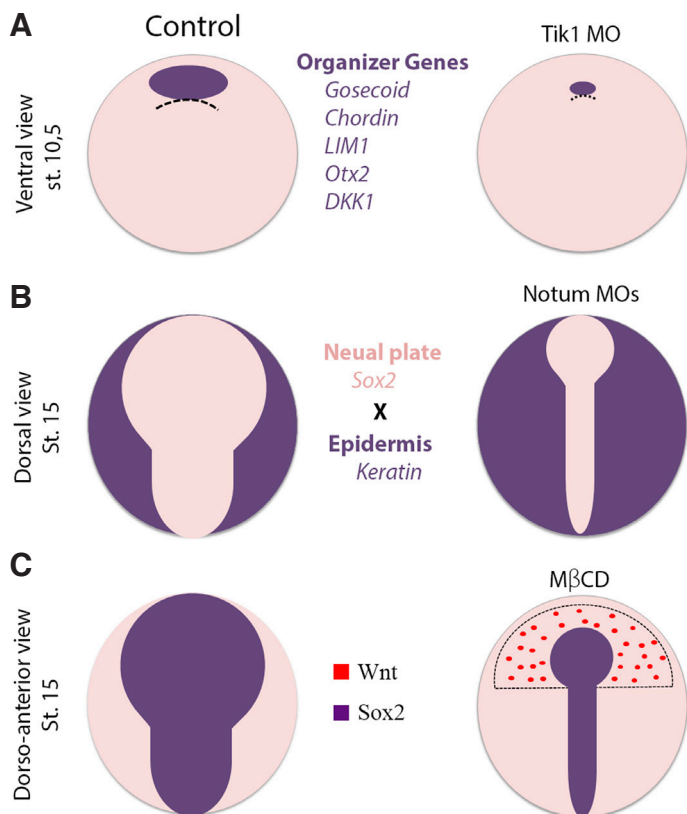 A
Control
Tik1 MO
Ventral view
st. 10,5
Organizer Genes
Gosecoid
Chordin
LIM1
Otx2
DKK1
B
Notum MOs
Dorsal view
St. 15
Neual plate
Sox2
X
Epidermis
Keratin
C
MβCD
Dorso-anterior view
St. 15
Wnt
Sox2